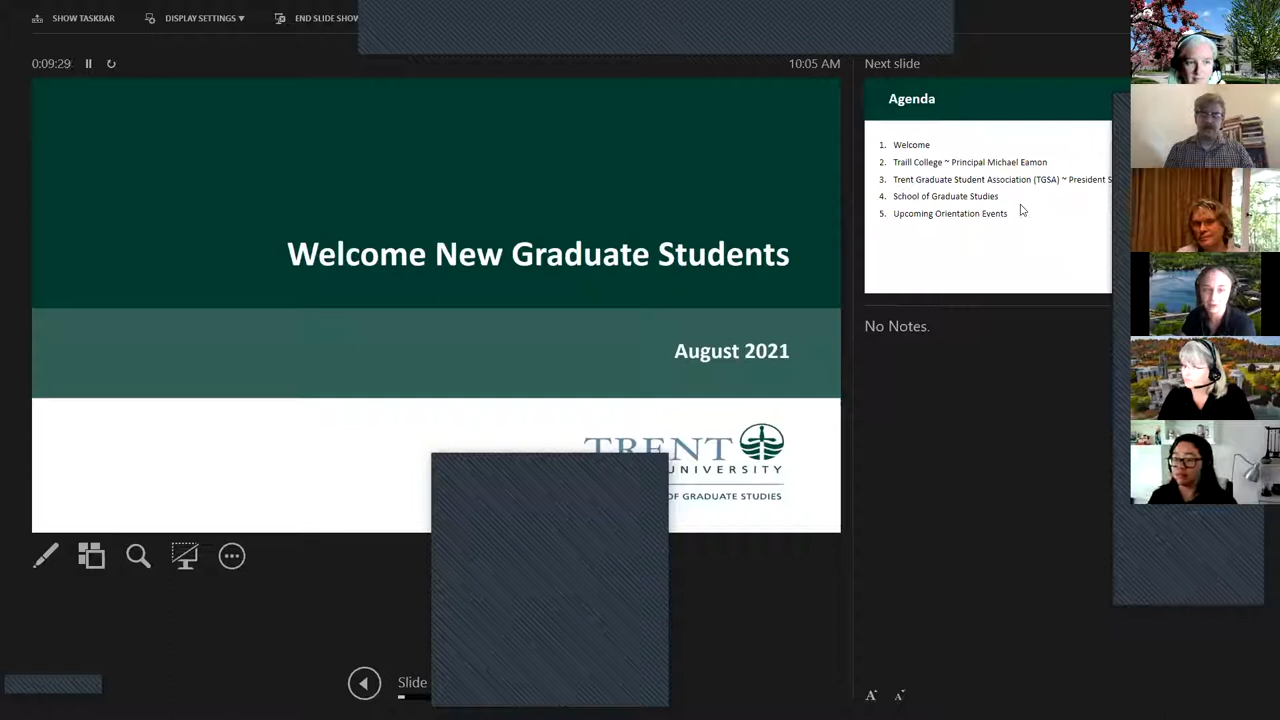 SHOW TASKBAR
DISPLAY SETTINGS ▼
END SLIDE SHOW
0:09:29
10:05 AM
Welcome New Graduate Students
August 2021
TRENT
UNIVERSITY
OF GRADUATE STUDIES
Slide
Next slide
Agenda
1. Welcome
2. Traill College ~ Principal Michael Eamon
3. Trent Graduate Student Association (TGSA) ~ President S
4. School of Graduate Studies
5. Upcoming Orientation Events
No Notes.
A A